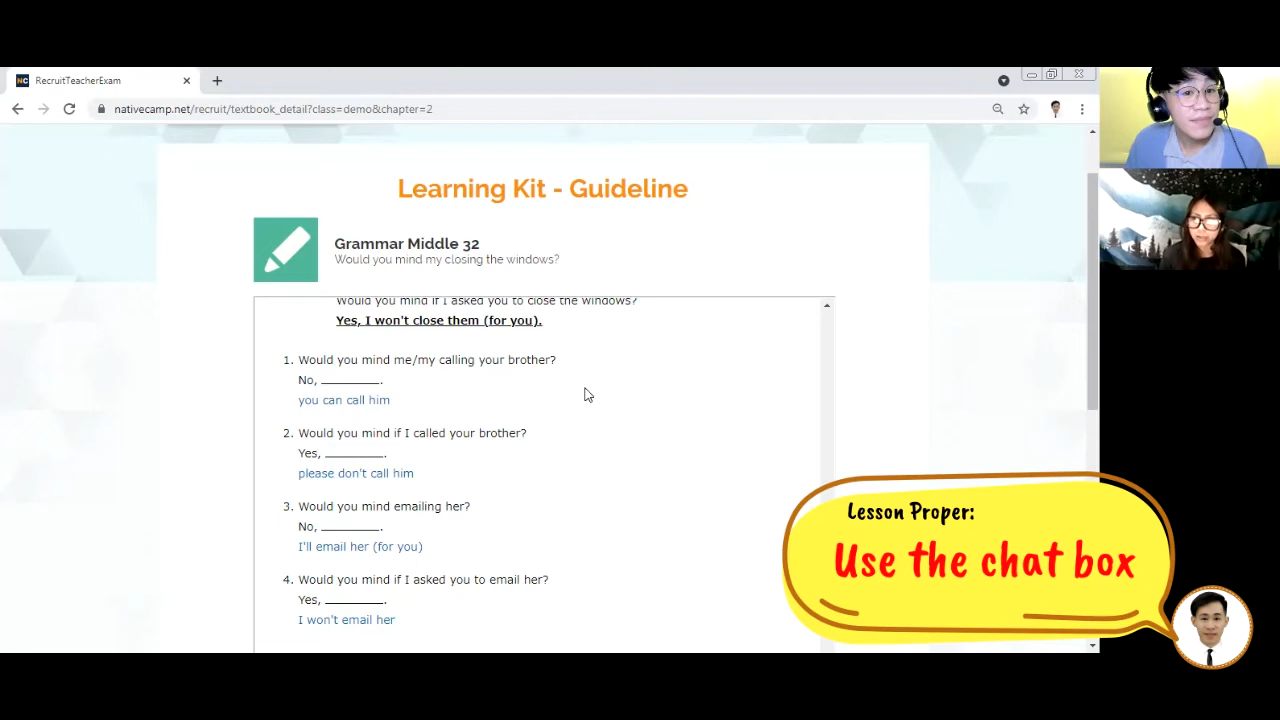 NC RecruitTeacherExam
nativecamp.net/recruit/textbook_detail?class=demo&chapter=2
Learning Kit - Guideline
Grammar Middle 32
Would you mind my closing the windows?
Would you mind if I asked you to close the windows?
Yes, I won't close them (for you).
1. Would you mind me/my calling your brother?
No, ________.
you can call him
2. Would you mind if I called your brother?
Yes, ________.
please don't call him
3. Would you mind emailing her?
No, ________.
I'll email her (for you)
4. Would you mind if I asked you to email her?
Yes, ________.
I won't email her
Lesson Proper:
Use the chat box